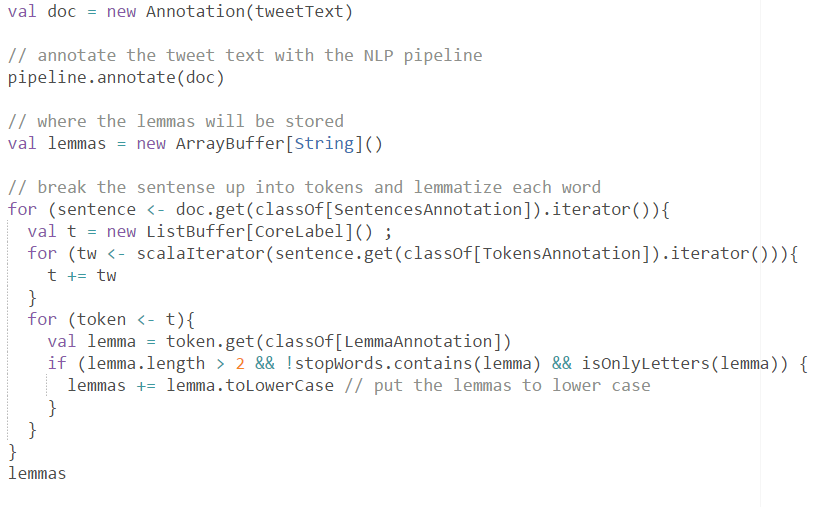 val doc = new Annotation(tweetText)
// annotate the tweet text with the NLP pipeline
pipeline.annotate(doc)
// where the lemmas will be stored
val lemmas = new ArrayBuffer[String]()
// break the sentense up into tokens and lemmatize each word
for (sentence <- doc.get(classOf[SentencesAnnotation]).iterator()){
  val t = new ListBuffer[CoreLabel]() ;
  for (tw <- scalaIterator(sentence.get(classOf[TokensAnnotation]).iterator())){
    t += tw
  }
  for (token <- t){
    val lemma = token.get(classOf[LemmaAnnotation])
    if (lemma.length > 2 && !stopWords.contains(lemma) && isOnlyLetters(lemma)) {
      lemmas += lemma.toLowerCase // put the lemmas to lower case
    }
  }
}
lemmas